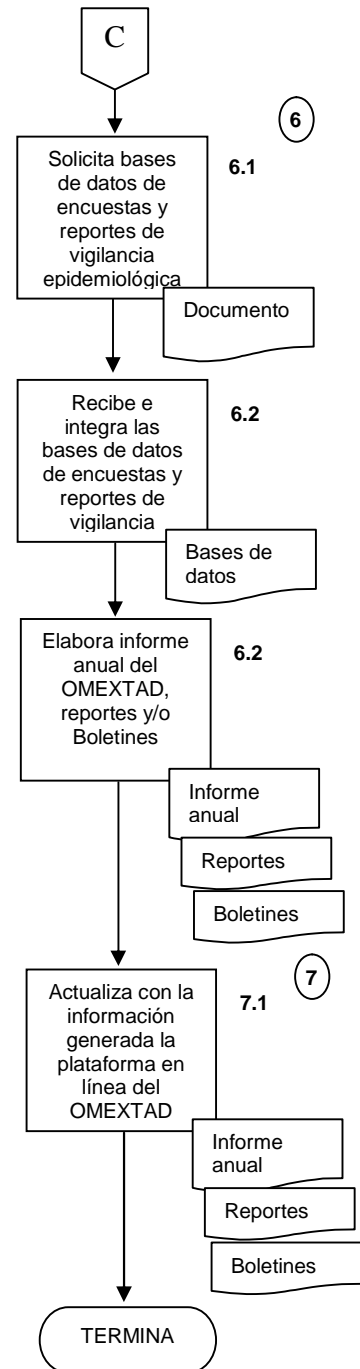 C
6
Solicita bases
de datos de
encuestas y
reportes de
vigilancia
epidemiológica
6.1
Documento
Recibe e
integra las
bases de datos
de encuestas y
reportes de
vigilancia
6.2
Bases de
datos
Elabora informe
anual del
OMEXTAD,
reportes y/o
Boletines
6.2
Informe
anual
Reportes
Boletines
7
Actualiza con la
información
generada la
plataforma en
línea del
OMEXTAD
7.1
Informe
anual
Reportes
Boletines
TERMINA